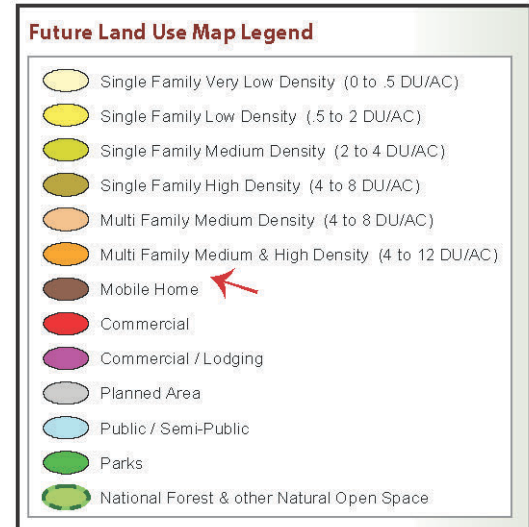 Future Land Use Map Legend
Single Family Very Low Density (0 to .5 DU/AC)
Single Family Low Density (.5 to 2 DU/AC)
Single Family Medium Density (2 to 4 DU/AC)
Single Family High Density (4 to 8 DU/AC)
Multi Family Medium Density (4 to 8 DU/AC)
Multi Family Medium & High Density (4 to 12 DU/AC)
Mobile Home
Commercial
Commercial / Lodging
Planned Area
Public / Semi-Public
Parks
National Forest & other Natural Open Space